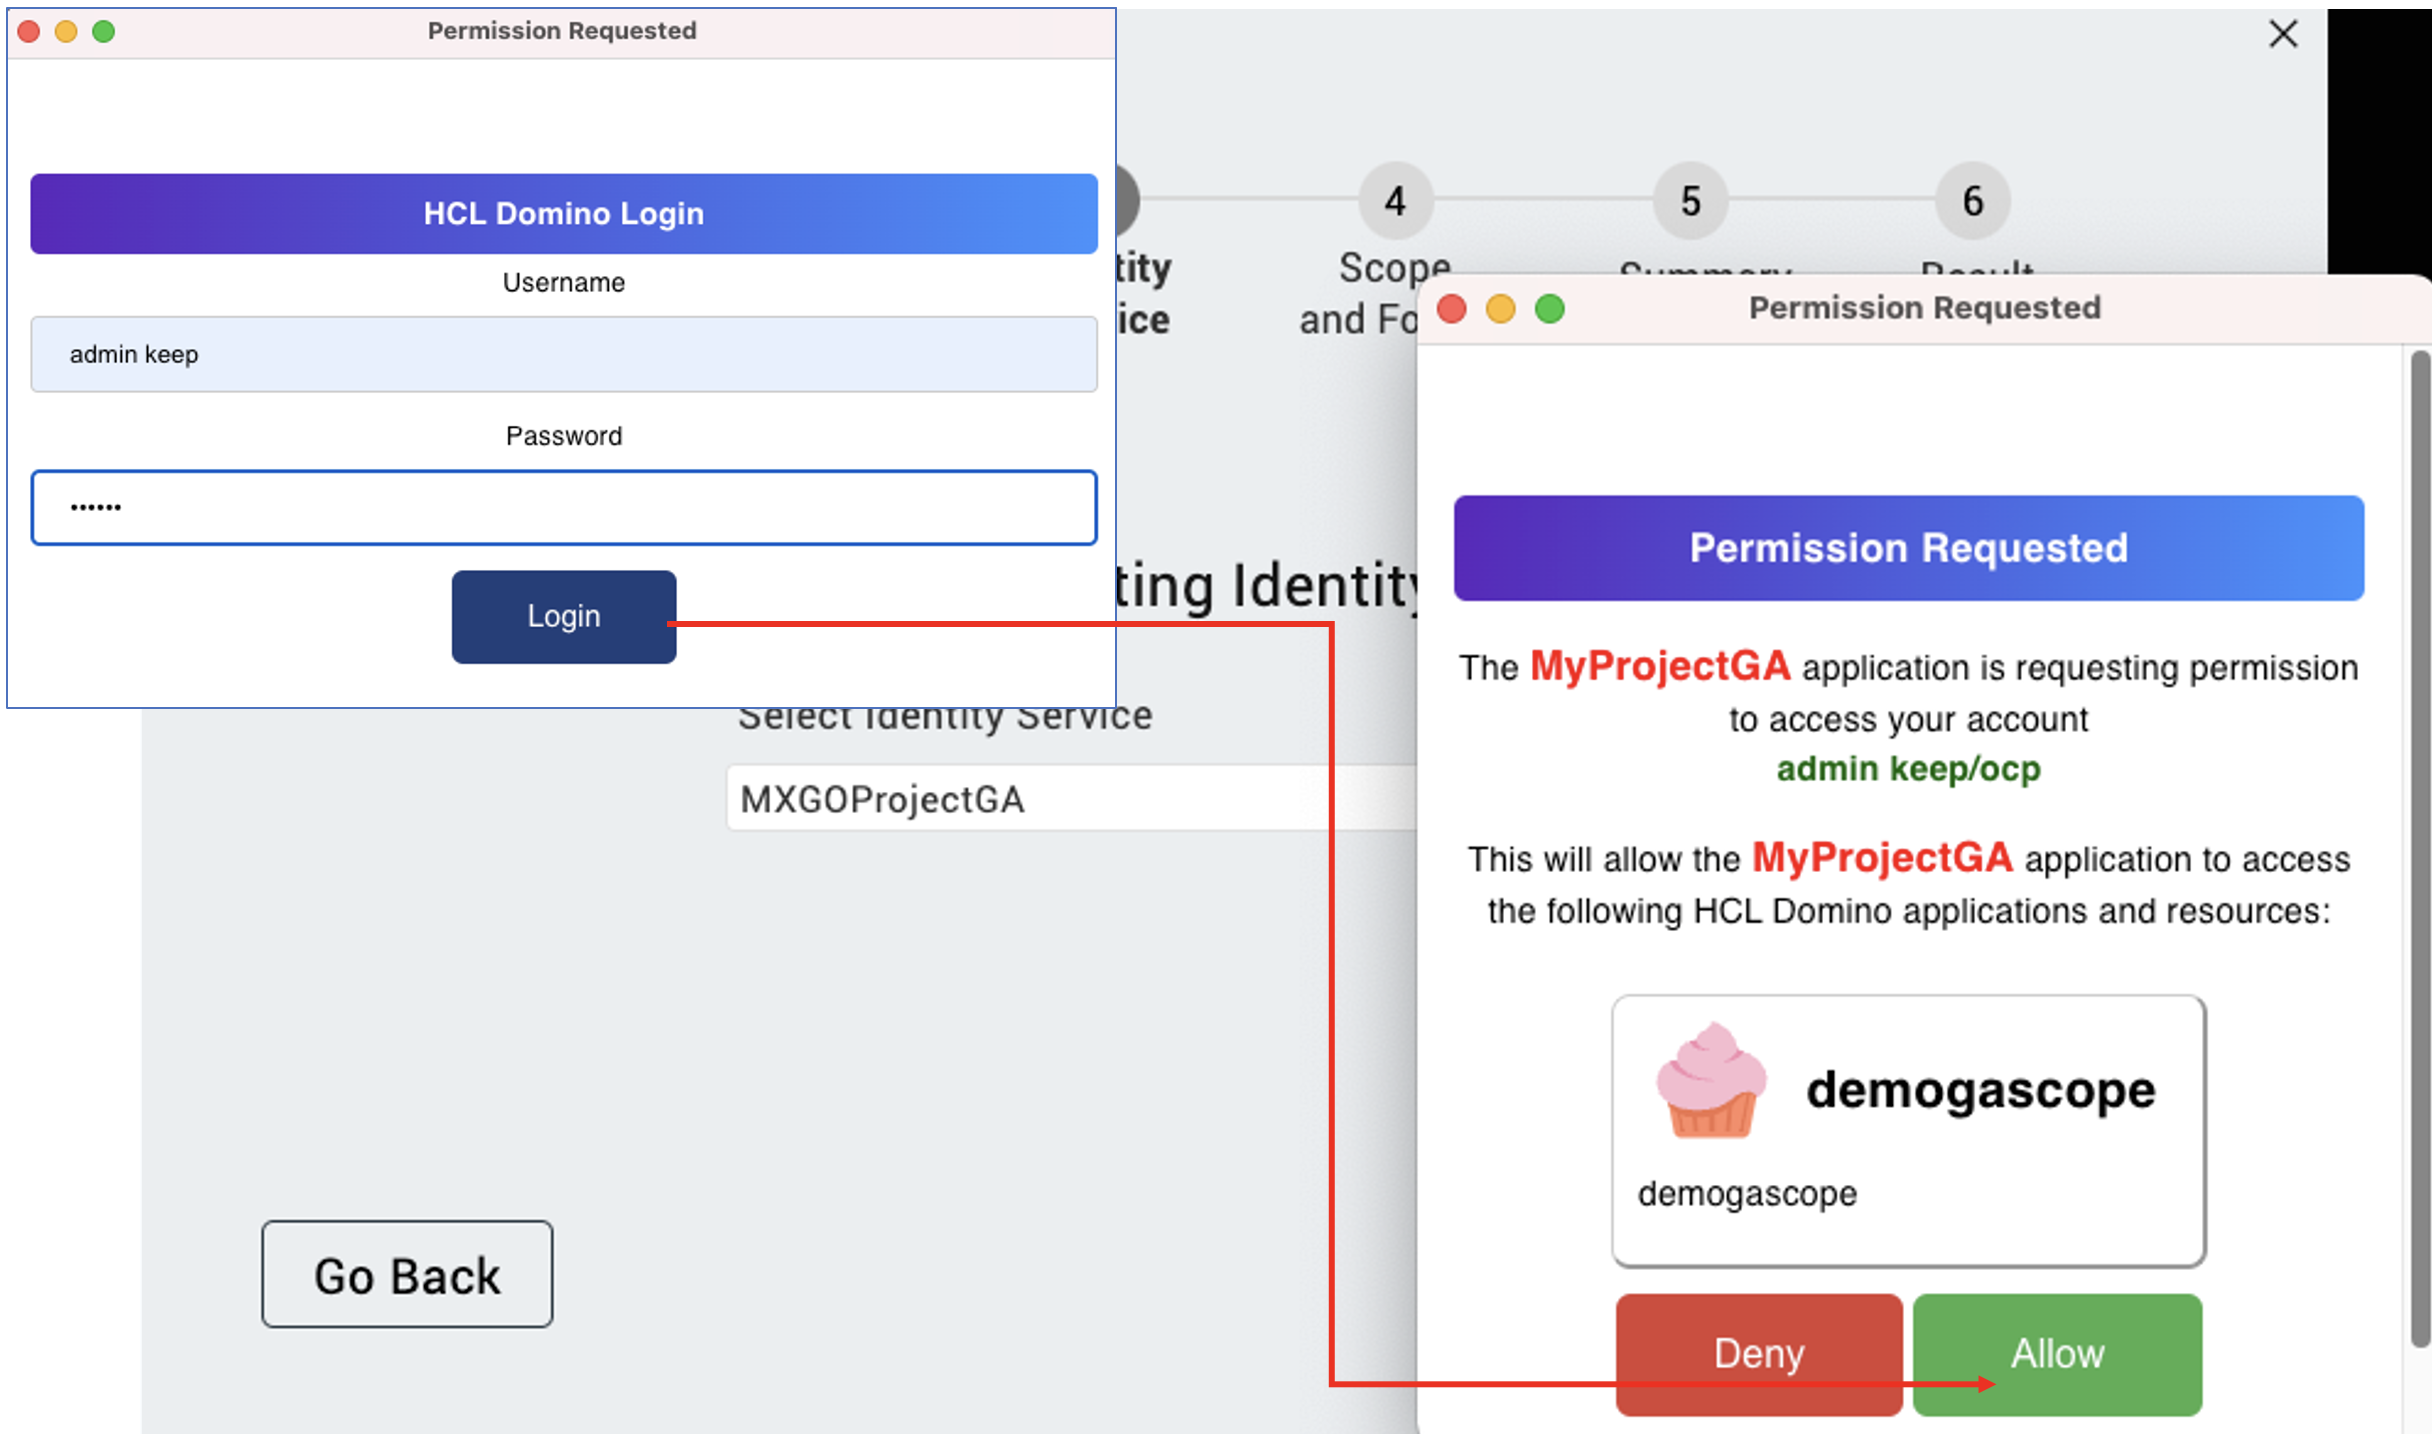 Permission Requested
HCL Domino Login
Username
admin keep
Password
••••••
Login
4
5
6
tity
ice
Scope
and Fo
Summary
Result
ting Identity
Select Identity Service
MXGOProjectGA
Go Back
Permission Requested
Permission Requested
The MyProjectGA application is requesting permission
to access your account
admin keep/ocp
This will allow the MyProjectGA application to access
the following HCL Domino applications and resources:
demogascope
demogascope
Deny
Allow